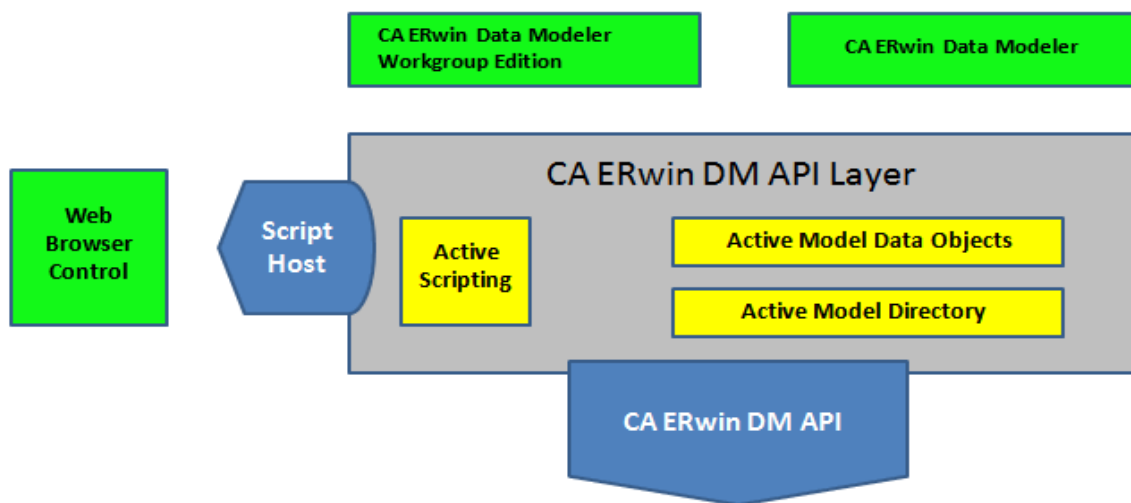 CA ERwin Data Modeler
Workgroup Edition
CA ERwin Data Modeler
CA ERwin DM API Layer
Web
Browser
Control
Script
Host
Active
Scripting
Active Model Data Objects
Active Model Directory
CA ERwin DM API